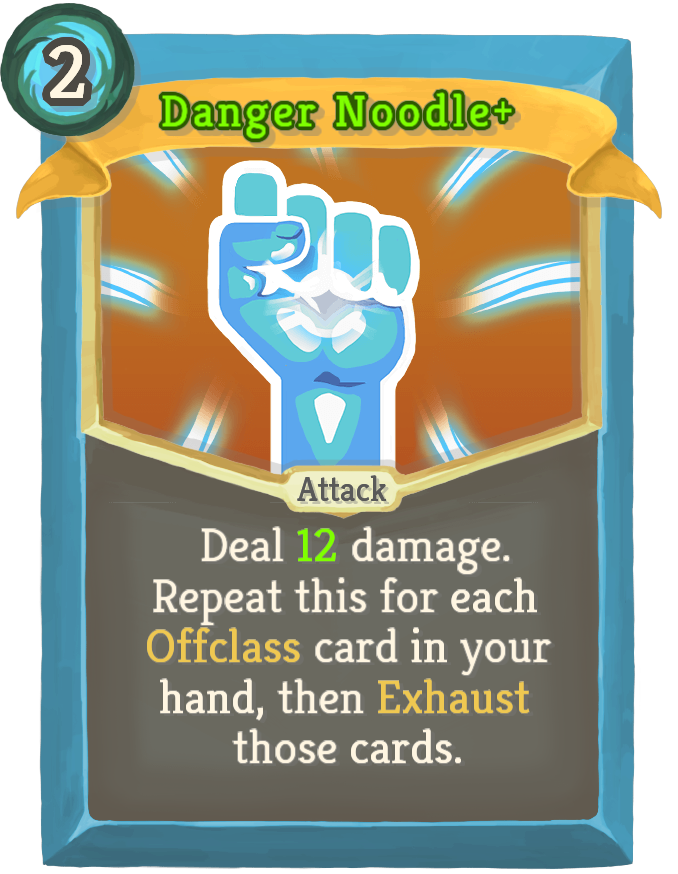 2
Danger Noodle+
Attack
Deal 12 damage.
Repeat this for each
Offclass card in your
hand, then Exhaust
those cards.